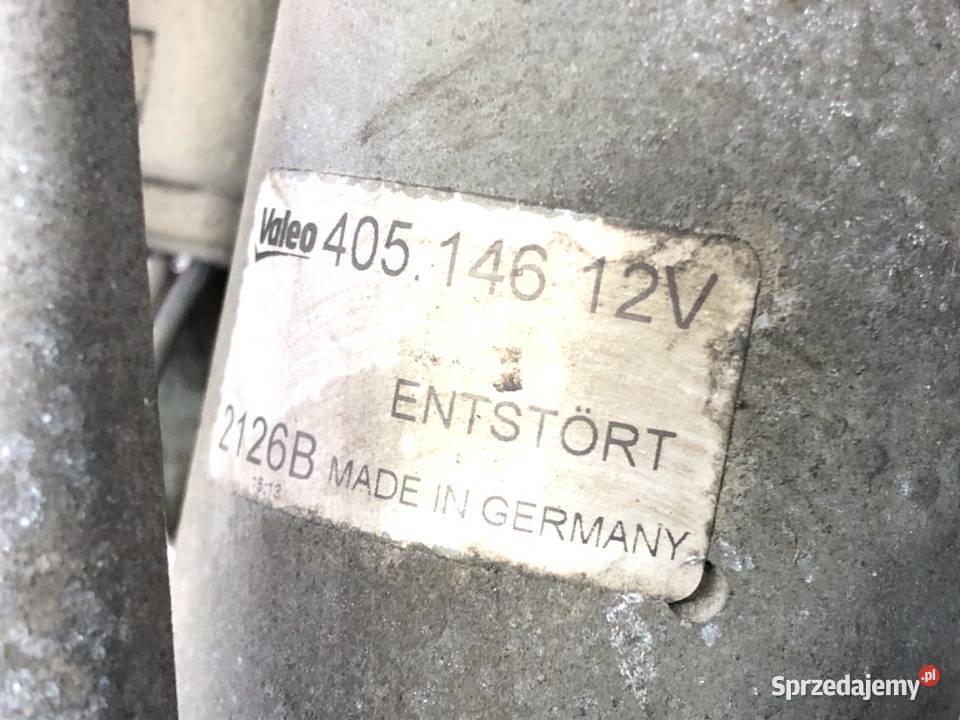 Valeo 405.146 12V
ENTSTÖRT
2126B MADE IN GERMANY
Sprzedajemy.pl